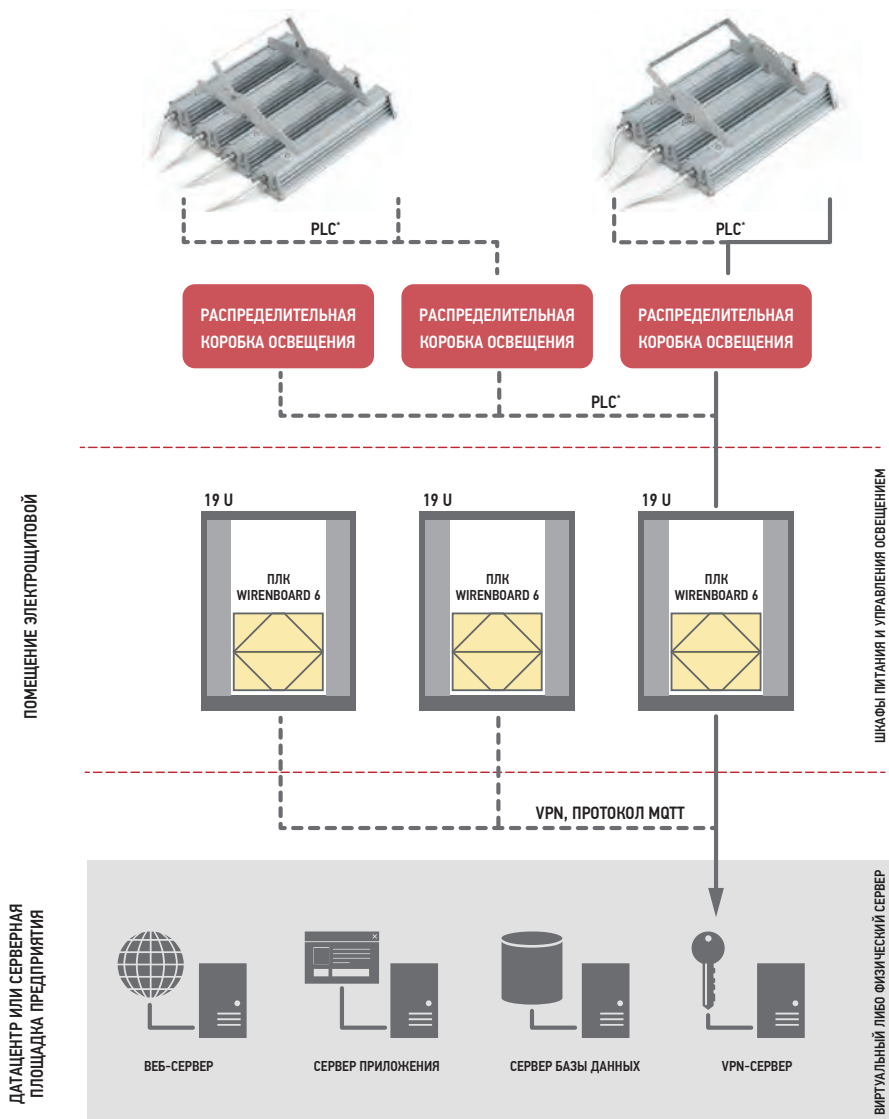 PLC*
PLC*
РАСПРЕДЕЛИТЕЛЬНАЯ
КОРОБКА ОСВЕЩЕНИЯ
РАСПРЕДЕЛИТЕЛЬНАЯ
КОРОБКА ОСВЕЩЕНИЯ
РАСПРЕДЕЛИТЕЛЬНАЯ
КОРОБКА ОСВЕЩЕНИЯ
PLC*
ПОМЕЩЕНИЕ ЭЛЕКТРОЩИТОВОЙ
19 U
19 U
19 U
ПЛК
WIRENBOARD 6
ПЛК
WIRENBOARD 6
ПЛК
WIRENBOARD 6
ШКАФЫ ПИТАНИЯ И УПРАВЛЕНИЯ ОСВЕЩЕНИЕМ
VPN, ПРОТОКОЛ MQTT
ДАТАЦЕНТР ИЛИ СЕРВЕРНАЯ
ПЛОЩАДКА ПРЕДПРИЯТИЯ
ВЕБ-СЕРВЕР
СЕРВЕР ПРИЛОЖЕНИЯ
СЕРВЕР БАЗЫ ДАННЫХ
VPN-СЕРВЕР
ВИРТУАЛЬНЫЙ ЛИБО ФИЗИЧЕСКИЙ СЕРВЕР